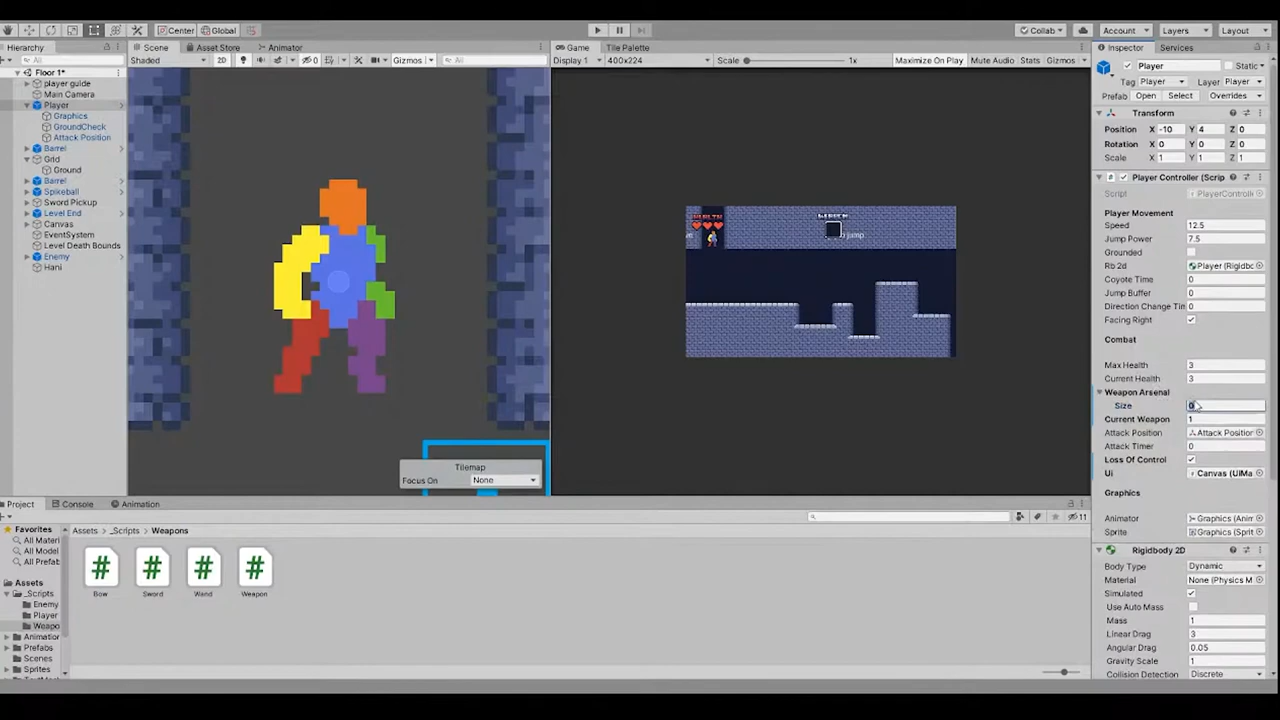 Center Global
Collab Account Layers Layout
Hierarchy
All
Floor 1*
player guide
Main Camera
Player
Graphics
GroundCheck
Attack Position
Barrel
Grid
Ground
Barrel
Spikeball
Sword Pickup
Level End
Canvas
EventSystem
Level Death Bounds
Enemy
Hani
Scene Asset Store Animator
Shaded 2D 0 Gizmos All
Tilemap
Focus On None
Game Tile Palette
Display 1 400x224 Scale 1x Maximize On Play Mute Audio Stats Gizmos
HEALTH
jump
Inspector Services
Player Static
Tag Player Layer Player
Prefab Open Select Overrides
Transform
Position X -10 Y 4 Z 0
Rotation X 0 Y 0 Z 0
Scale X 1 Y 1 Z 1
Player Controller (Scrip
Script PlayerControlle
Player Movement
Speed 12.5
Jump Power 7.5
Grounded
Rb 2d Player (Rigidbo
Coyote Time 0
Jump Buffer 0
Direction Change Tin 0
Facing Right
Combat
Max Health 3
Current Health 3
Weapon Arsenal
Size 0
Current Weapon 1
Attack Position Attack Position
Attack Timer 0
Loss Of Control
Ui Canvas (UIMa
Graphics
Animator Graphics (Anim
Sprite Graphics (Sprit
Rigidbody 2D
Body Type Dynamic
Material None (Physics M
Simulated
Use Auto Mass
Mass 1
Linear Drag 3
Angular Drag 0.05
Gravity Scale 1
Collision Detection Discrete
Project Console Animation
11
Favorites
All Materi
All Model
All Prefab
Assets
_Scripts
Enemy
Player
Weapo
Animation
Prefabs
Scenes
Sprites
Assets _Scripts Weapons
Bow Sword Wand Weapon